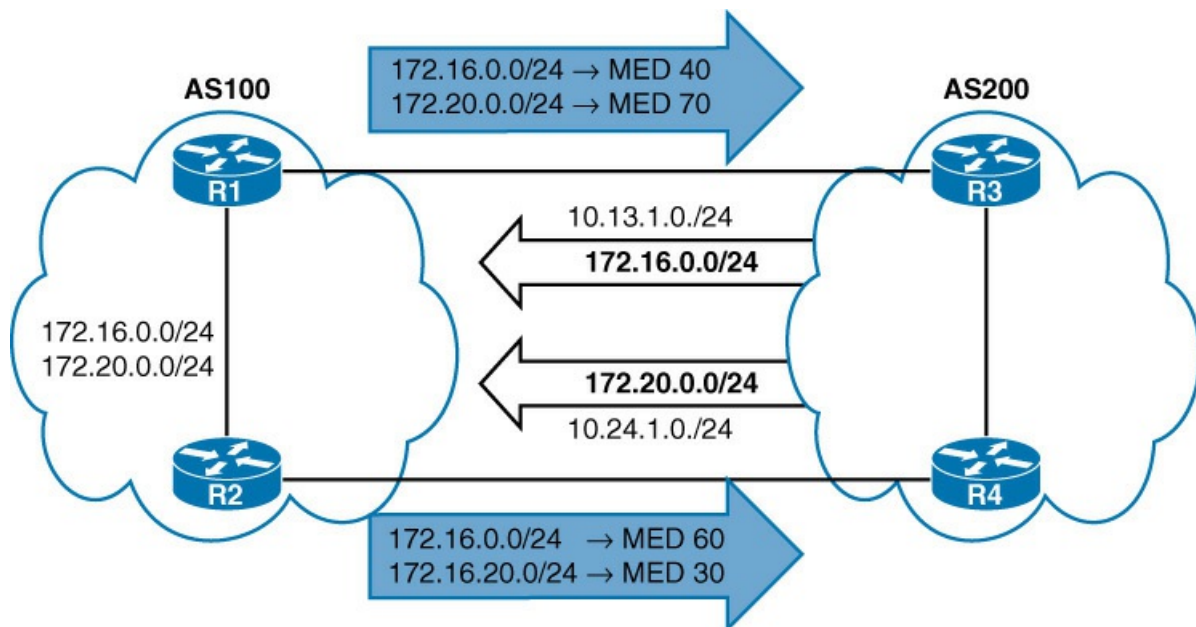 172.16.0.0/24 → MED 40
172.20.0.0/24 → MED 70
AS100
AS200
R1
R3
10.13.1.0./24
172.16.0.0/24
172.16.0.0/24
172.20.0.0/24
172.20.0.0/24
10.24.1.0./24
R2
R4
172.16.0.0/24 → MED 60
172.16.20.0/24 → MED 30